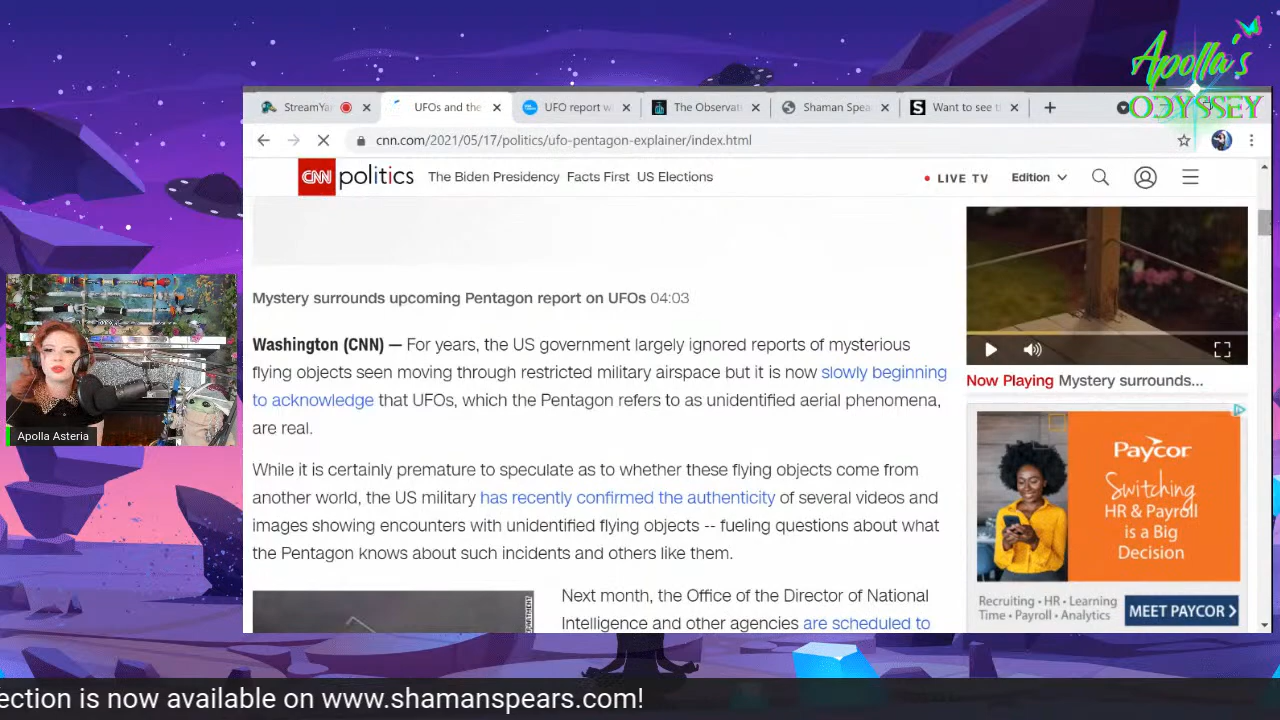 Apolla's
ODYSSEY
StreamYa
UFOs and the
UFO report w
The Observat
Shaman Spea
Want to see t
cnn.com/2021/05/17/politics/ufo-pentagon-explainer/index.html
CNN politics
The Biden Presidency Facts First US Elections
LIVE TV
Edition
Mystery surrounds upcoming Pentagon report on UFOs 04:03
Washington (CNN) — For years, the US government largely ignored reports of mysterious
flying objects seen moving through restricted military airspace but it is now slowly beginning
to acknowledge that UFOs, which the Pentagon refers to as unidentified aerial phenomena,
are real.
While it is certainly premature to speculate as to whether these flying objects come from
another world, the US military has recently confirmed the authenticity of several videos and
images showing encounters with unidentified flying objects -- fueling questions about what
the Pentagon knows about such incidents and others like them.
Next month, the Office of the Director of National
Intelligence and other agencies are scheduled to
Now Playing Mystery surrounds...
Paycor
Switching
HR & Payroll
is a Big
Decision
Recruiting • HR • Learning
Time • Payroll • Analytics
MEET PAYCOR
Apolla Asteria
ection is now available on www.shamanspears.com!